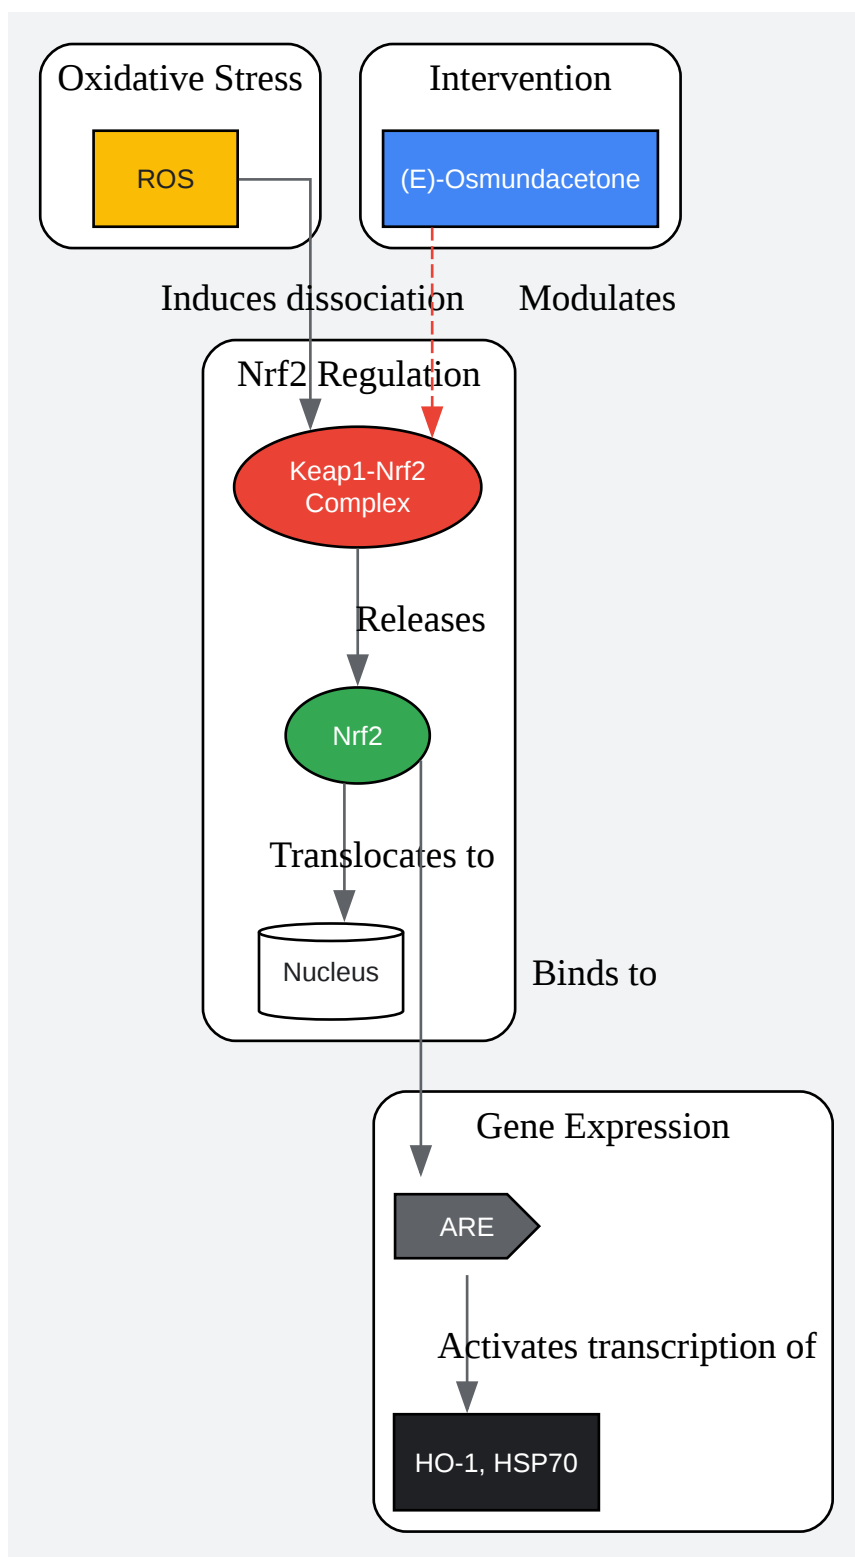 Oxidative Stress
Intervention
ROS
(E)-Osmundacetone
Induces dissociation
Modulates
Nrf2 Regulation
Keap1-Nrf2
Complex
Releases
Nrf2
Translocates to
Nucleus
Binds to
Gene Expression
ARE
Activates transcription of
HO-1, HSP70